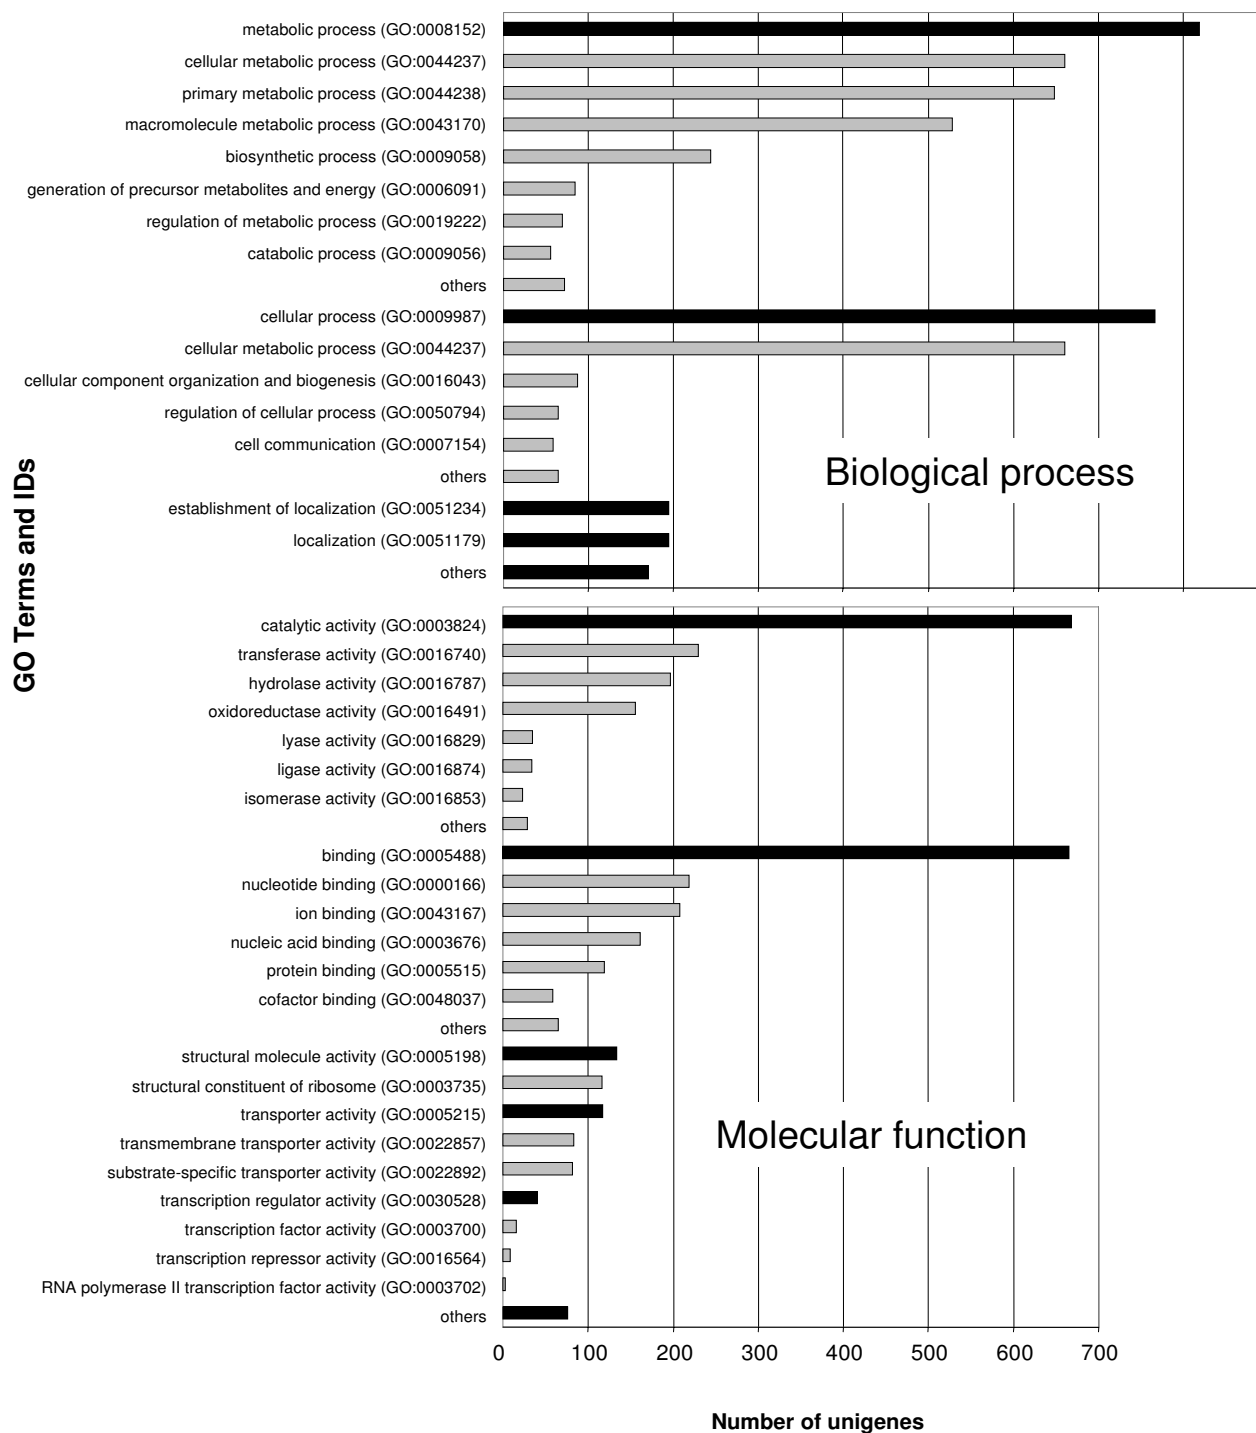 metabolic process (GO:0008152)
cellular metabolic process (GO:0044237)
primary metabolic process (GO:0044238)
macromolecule metabolic process (GO:0043170)
biosynthetic process (GO:0009058)
generation of precursor metabolites and energy (GO:0006091)
regulation of metabolic process (GO:0019222)
catabolic process (GO:0009056)
others
cellular process (GO:0009987)
cellular metabolic process (GO:0044237)
cellular component organization and biogenesis (GO:0016043)
regulation of cellular process (GO:0050794)
cell communication (GO:0007154)
others
establishment of localization (GO:0051234)
localization (GO:0051179)
others
Biological process
GO Terms and IDs
catalytic activity (GO:0003824)
transferase activity (GO:0016740)
hydrolase activity (GO:0016787)
oxidoreductase activity (GO:0016491)
lyase activity (GO:0016829)
ligase activity (GO:0016874)
isomerase activity (GO:0016853)
others
binding (GO:0005488)
nucleotide binding (GO:0000166)
ion binding (GO:0043167)
nucleic acid binding (GO:0003676)
protein binding (GO:0005515)
cofactor binding (GO:0048037)
others
structural molecule activity (GO:0005198)
structural constituent of ribosome (GO:0003735)
transporter activity (GO:0005215)
transmembrane transporter activity (GO:0022857)
substrate-specific transporter activity (GO:0022892)
transcription regulator activity (GO:0030528)
transcription factor activity (GO:0003700)
transcription repressor activity (GO:0016564)
RNA polymerase II transcription factor activity (GO:0003702)
others
Molecular function
0 100 200 300 400 500 600 700
Number of unigenes